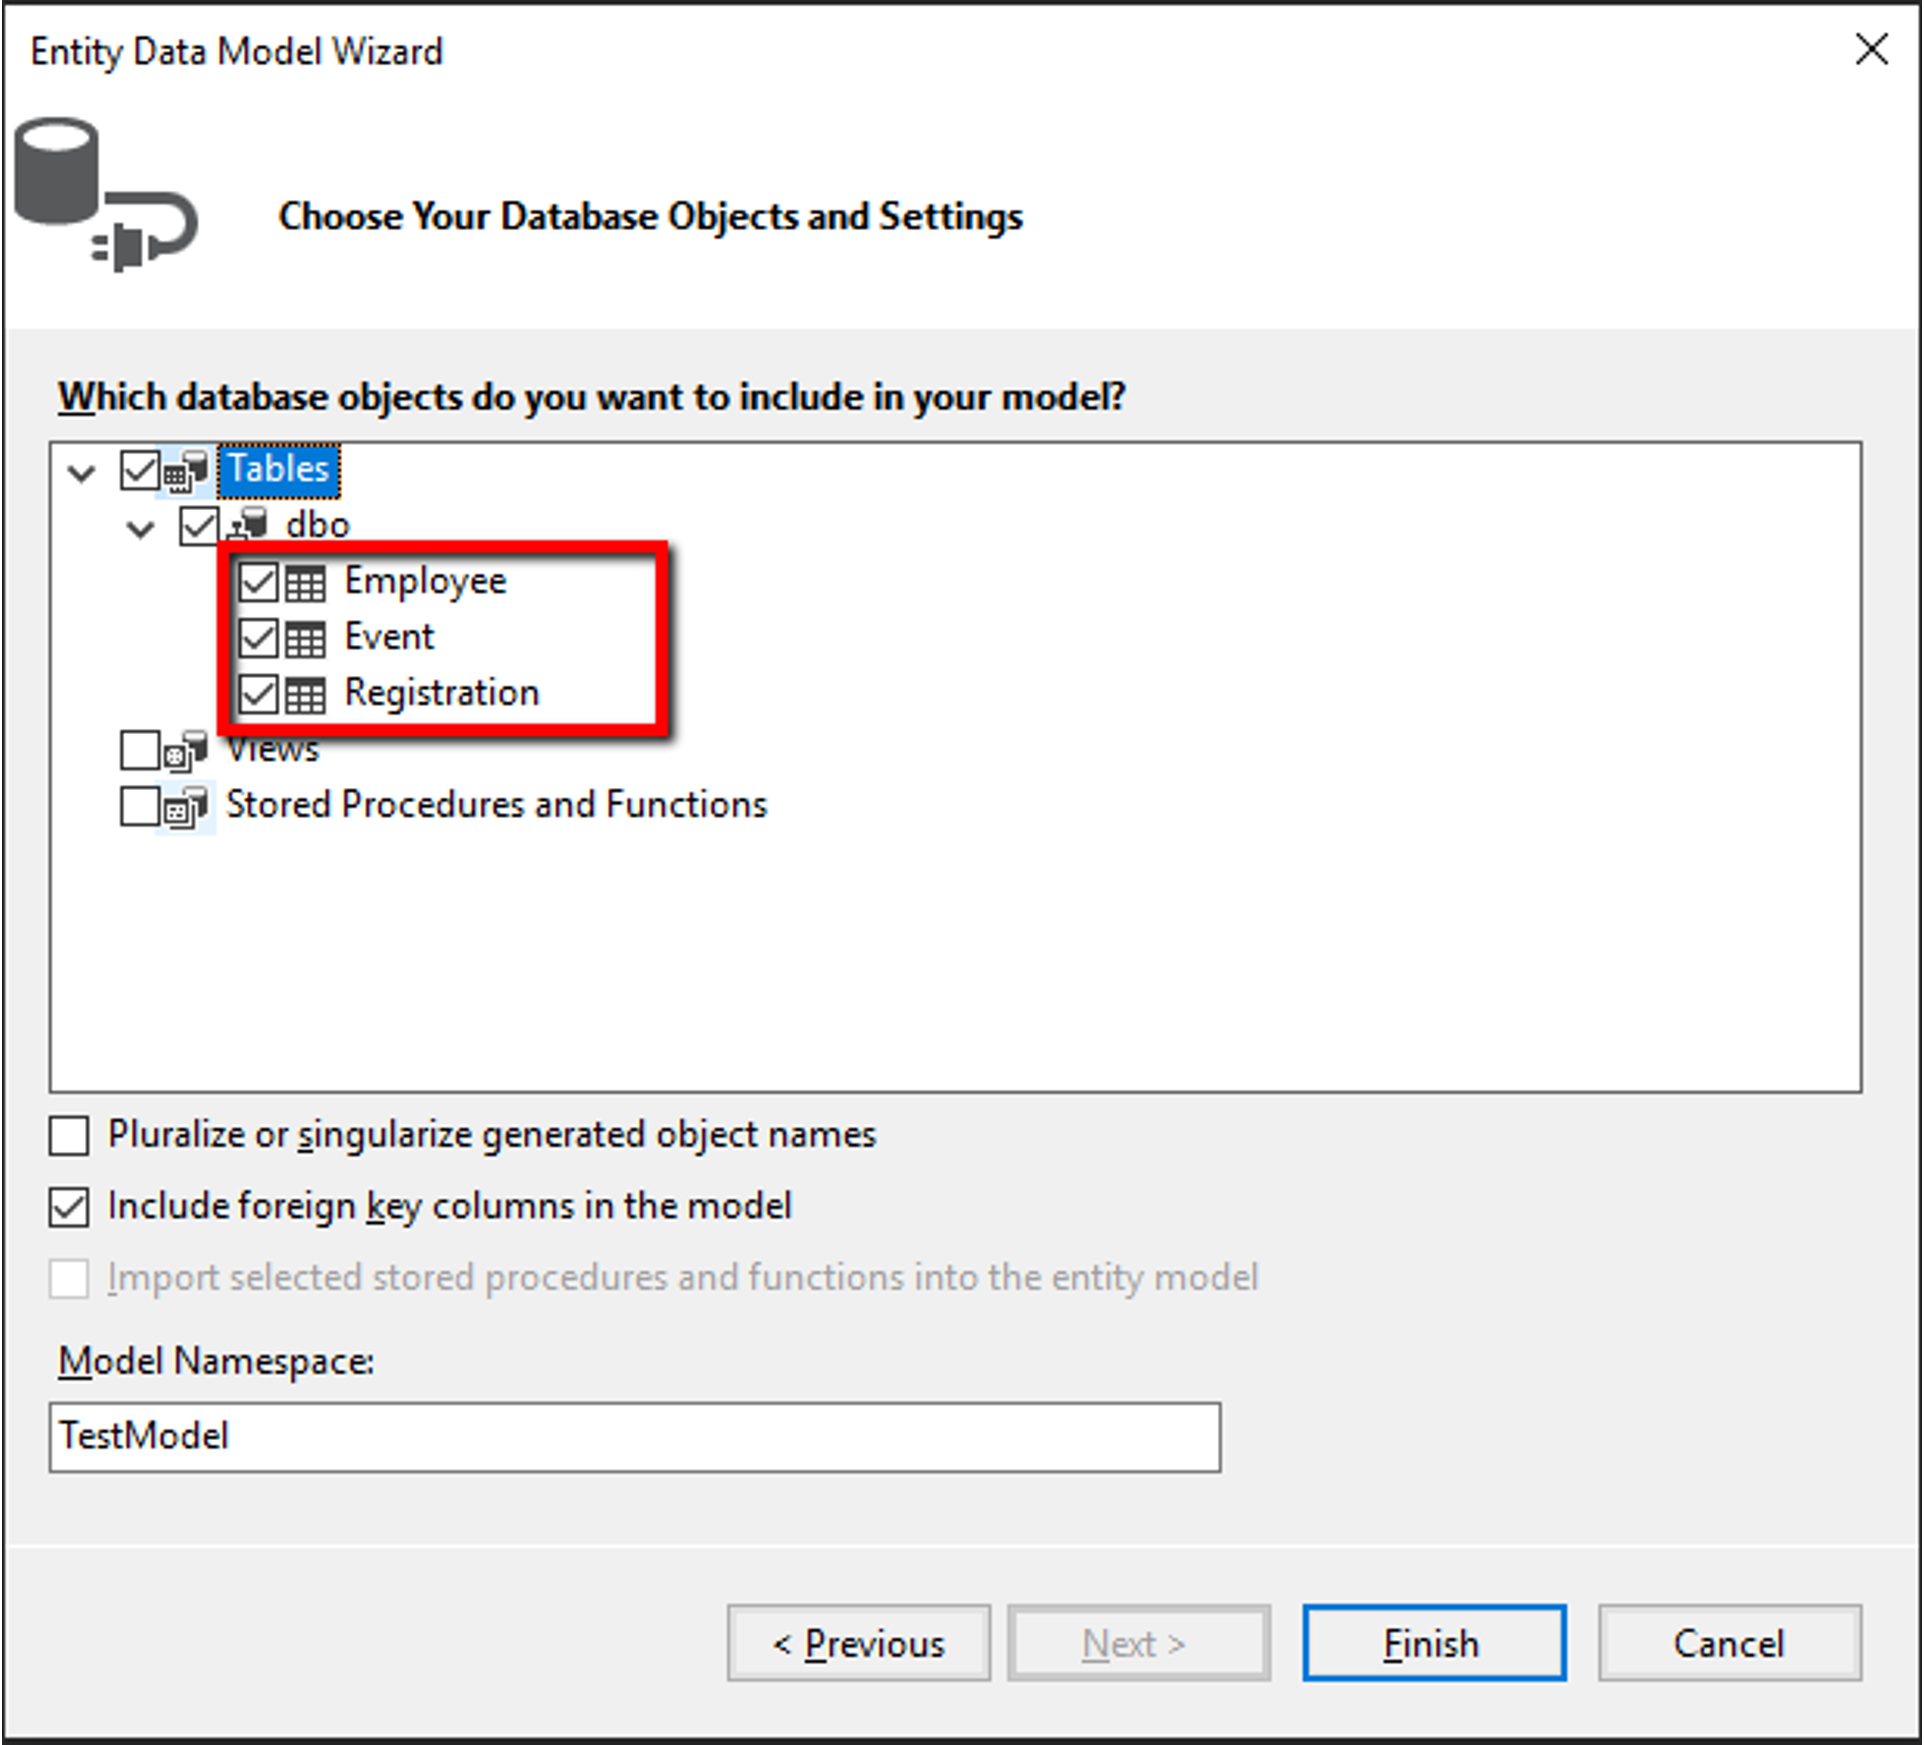 Entity Data Model Wizard
Choose Your Database Objects and Settings
Which database objects do you want to include in your model?
Tables
dbo
Employee
Event
Registration
Views
Stored Procedures and Functions
Pluralize or singularize generated object names
Include foreign key columns in the model
Import selected stored procedures and functions into the entity model
Model Namespace:
TestModel
< Previous Next > Finish Cancel